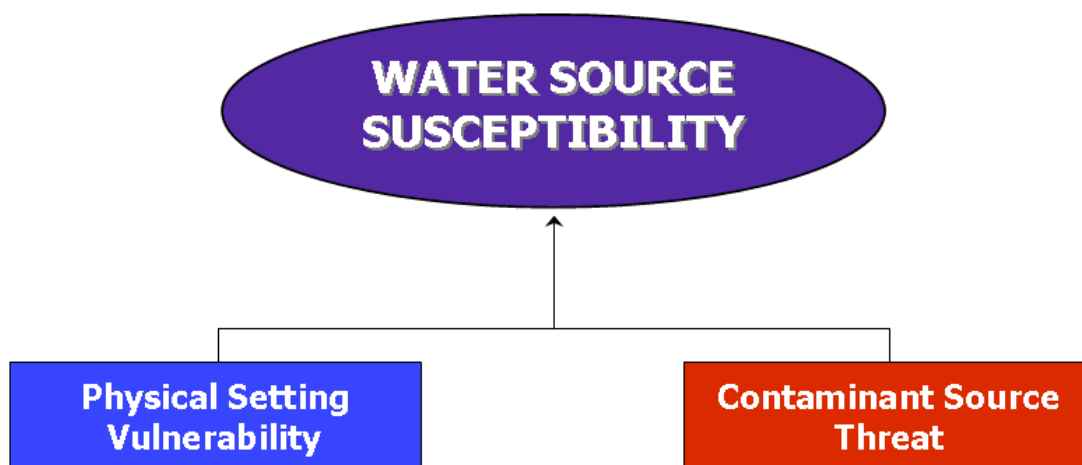 WATER SOURCE
SUSCEPTIBILITY
Physical Setting
Vulnerability
Contaminant Source
Threat